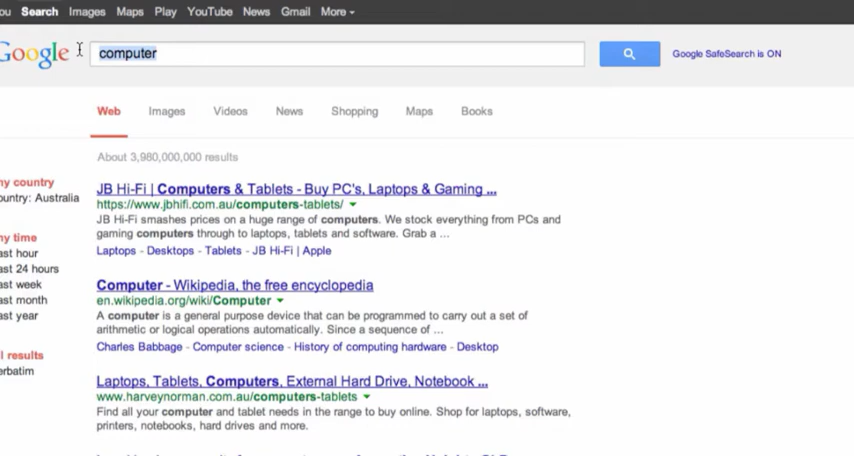 ou Search Images Maps Play YouTube News Gmail More
Google computer Google SafeSearch is ON
Web Images Videos News Shopping Maps Books
About 3,980,000,000 results
ny country
ountry: Australia
ny time
ast hour
ast 24 hours
ast week
ast month
ast year
l results
erbatim
JB Hi-Fi | Computers & Tablets - Buy PC's, Laptops & Gaming ...
https://www.jbhifi.com.au/computers-tablets/
JB Hi-Fi smashes prices on a huge range of computers. We stock everything from PCs and
gaming computers through to laptops, tablets and software. Grab a ...
Laptops - Desktops - Tablets - JB Hi-Fi | Apple
Computer - Wikipedia, the free encyclopedia
en.wikipedia.org/wiki/Computer
A computer is a general purpose device that can be programmed to carry out a set of
arithmetic or logical operations automatically. Since a sequence of ...
Charles Babbage - Computer science - History of computing hardware - Desktop
Laptops, Tablets, Computers, External Hard Drive, Notebook ...
www.harveynorman.com.au/computers-tablets
Find all your computer and tablet needs in the range to buy online. Shop for laptops, software,
printers, notebooks, hard drives and more.